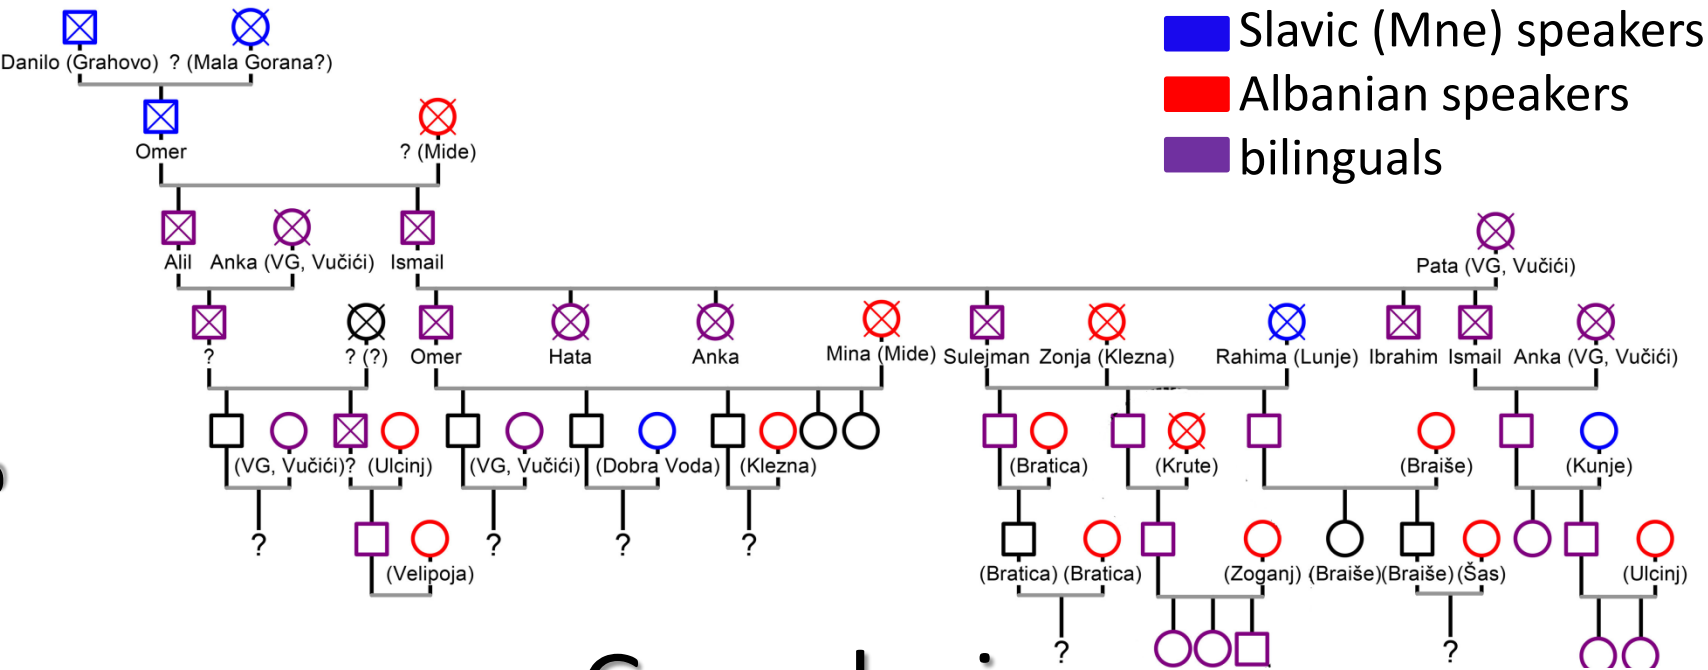 Slavic (Mne) speakers
Albanian speakers
bilinguals
Danilo (Grahovo) ? (Mala Gorana?)
Omer ? (Mide)
Alil Anka (VG, Vučići) Ismail Pata (VG, Vučići)
? ? (?) Omer Hata Anka Mina (Mide) Sulejman Zonja (Klezna) Rahima (Lunje) Ibrahim Ismail Anka (VG, Vučići)
(VG, Vučići)? (Ulcinj) (VG, Vučići) (Dobra Voda) (Klezna) (Bratica) (Krute) (Braiše) (Kunje)
? ? ? ?
(Velipoja) (Bratica) (Bratica) (Zoganj) (Braiše) (Braiše) (Šas) (Ulcinj)
? ?